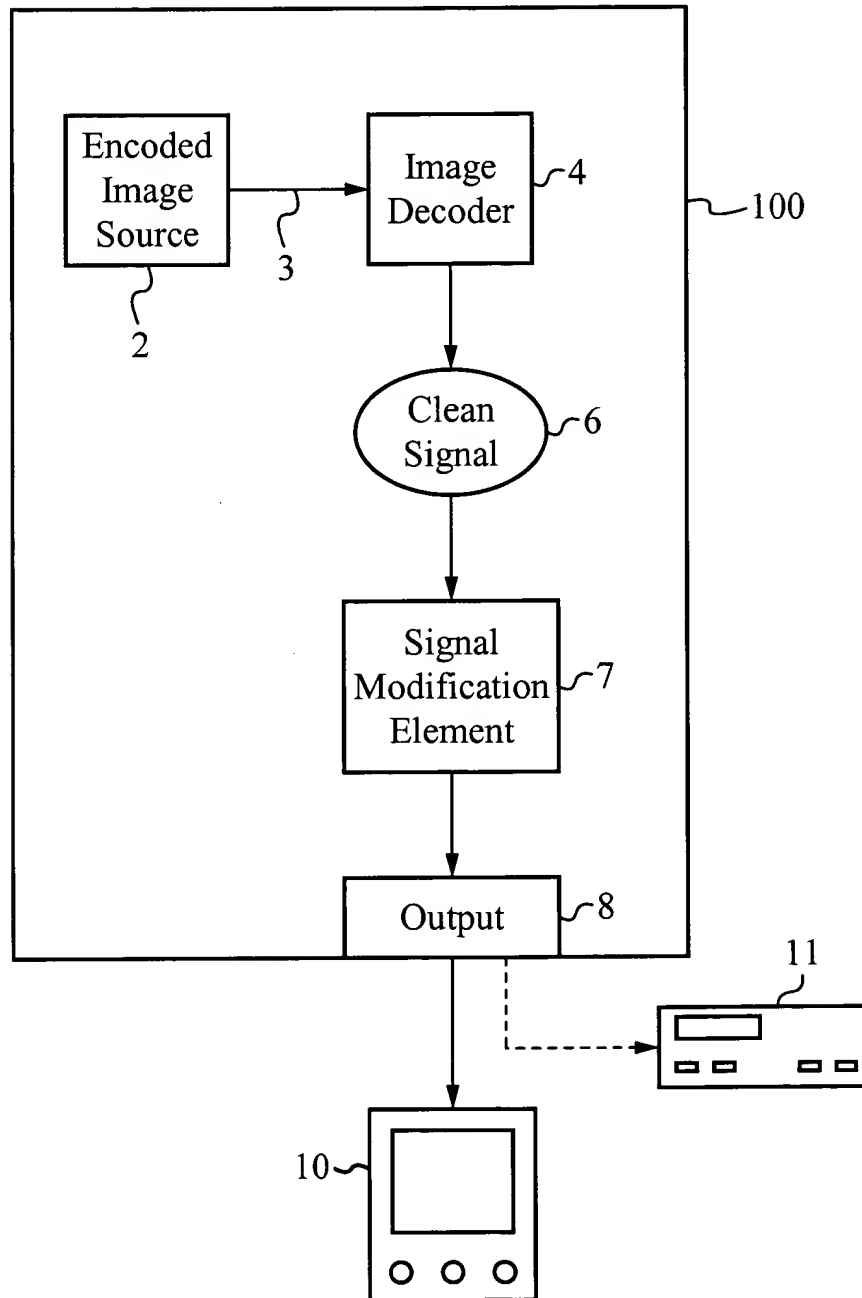 Encoded
Image
Source
2
3
Image
Decoder
4
100
Clean
Signal
6
Signal
Modification
Element
7
Output
8
11
10